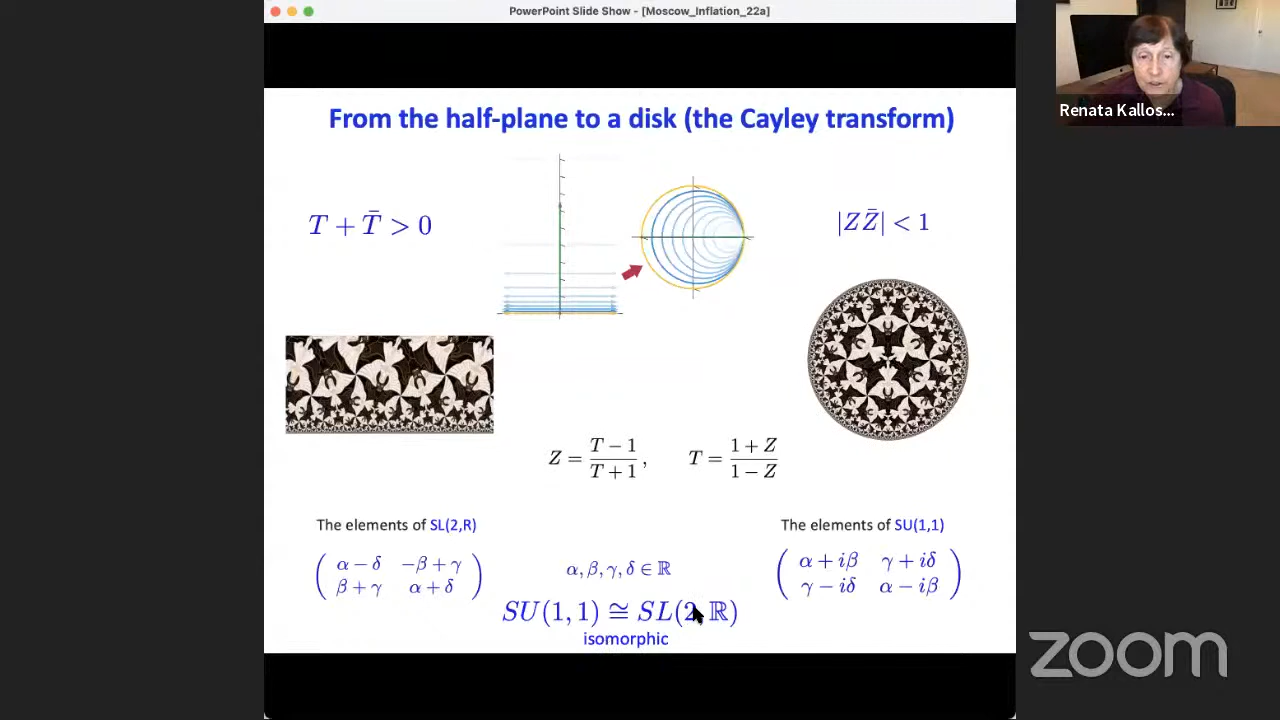 PowerPoint Slide Show - [Moscow_Inflation_22a]
Renata Kallos...
From the half-plane to a disk (the Cayley transform)
T + T̄ > 0
|ZZ̄| < 1
Z = (T − 1)/(T + 1) ,   T = (1 + Z)/(1 − Z)
The elements of SL(2,R)
The elements of SU(1,1)
( α − δ   −β + γ )
( β + γ   α + δ )
α, β, γ, δ ∈ ℝ
( α + iβ   γ + iδ )
( γ − iδ   α − iβ )
SU(1,1) ≅ SL(2,ℝ)
isomorphic
zoom